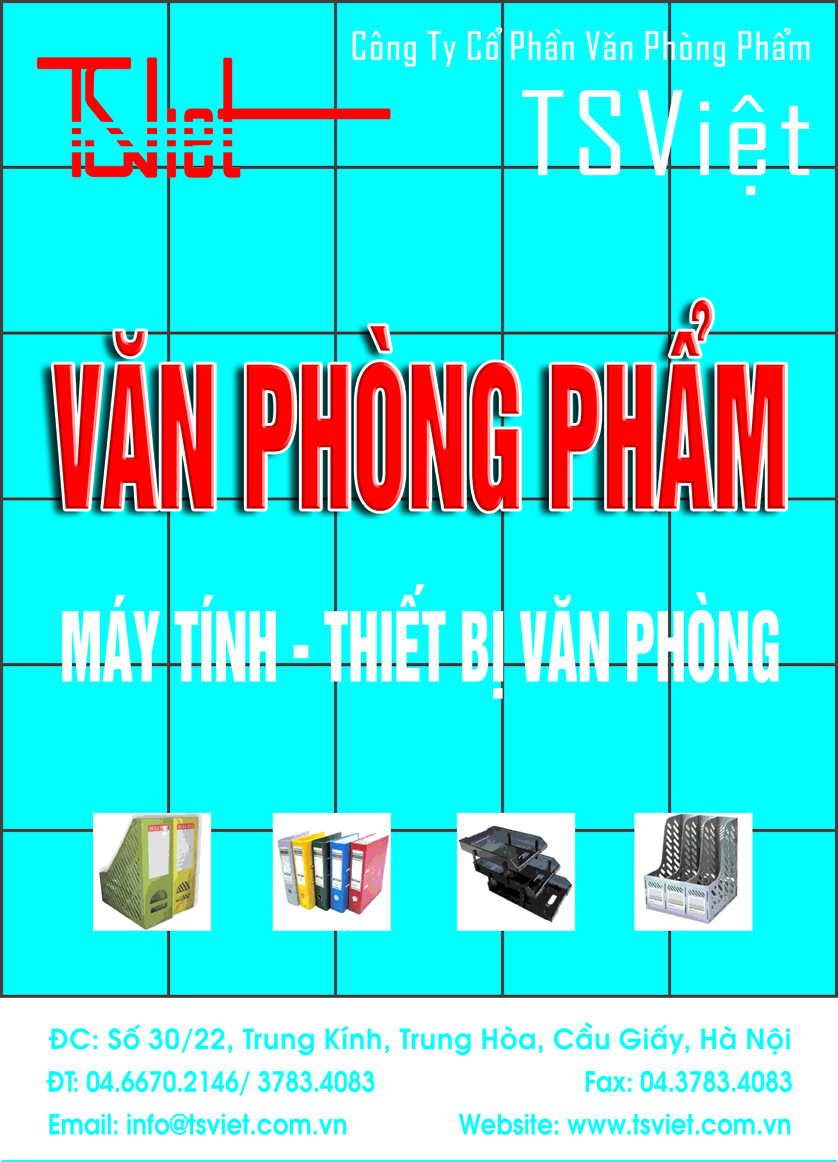 TSViet
Công Ty Cổ Phần Văn Phòng Phẩm
TSViệt
VĂN PHÒNG PHẨM
MÁY TÍNH - THIẾT BỊ VĂN PHÒNG
ĐC: Số 30/22, Trung Kính, Trung Hòa, Cầu Giấy, Hà Nội
ĐT: 04.6670.2146/ 3783.4083 Fax: 04.3783.4083
Email: info@tsviet.com.vn Website: www.tsviet.com.vn